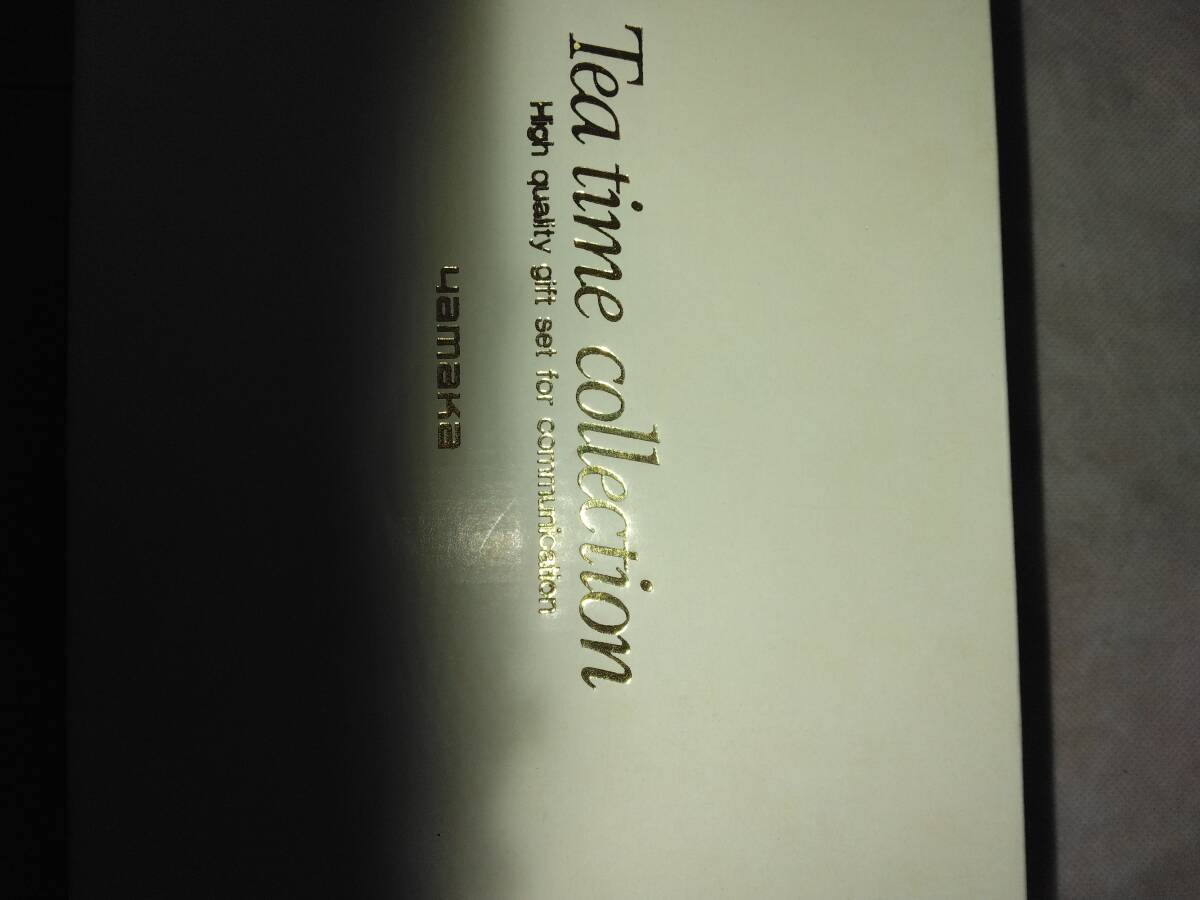 Tea time collection
High quality gift set for communication
yamaka